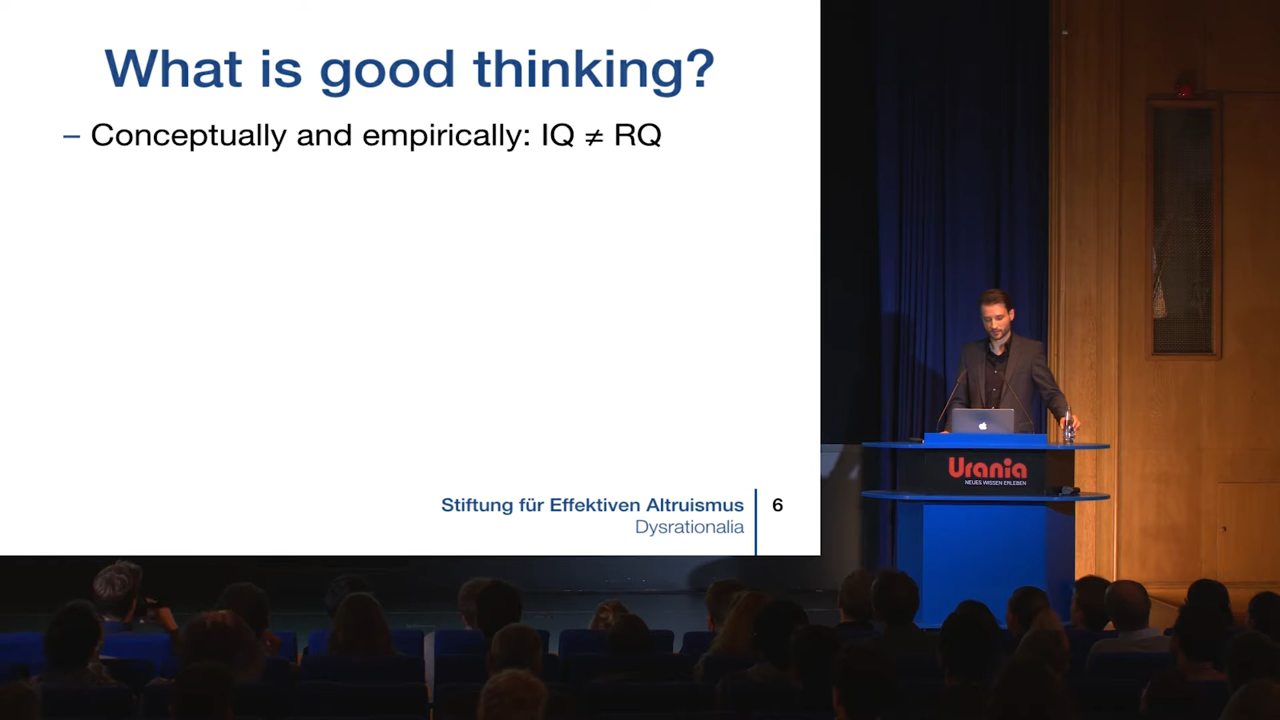 What is good thinking?
– Conceptually and empirically: IQ ≠ RQ
Stiftung für Effektiven Altruismus
Dysrationalia
6
Urania
NEUES WISSEN ERLEBEN